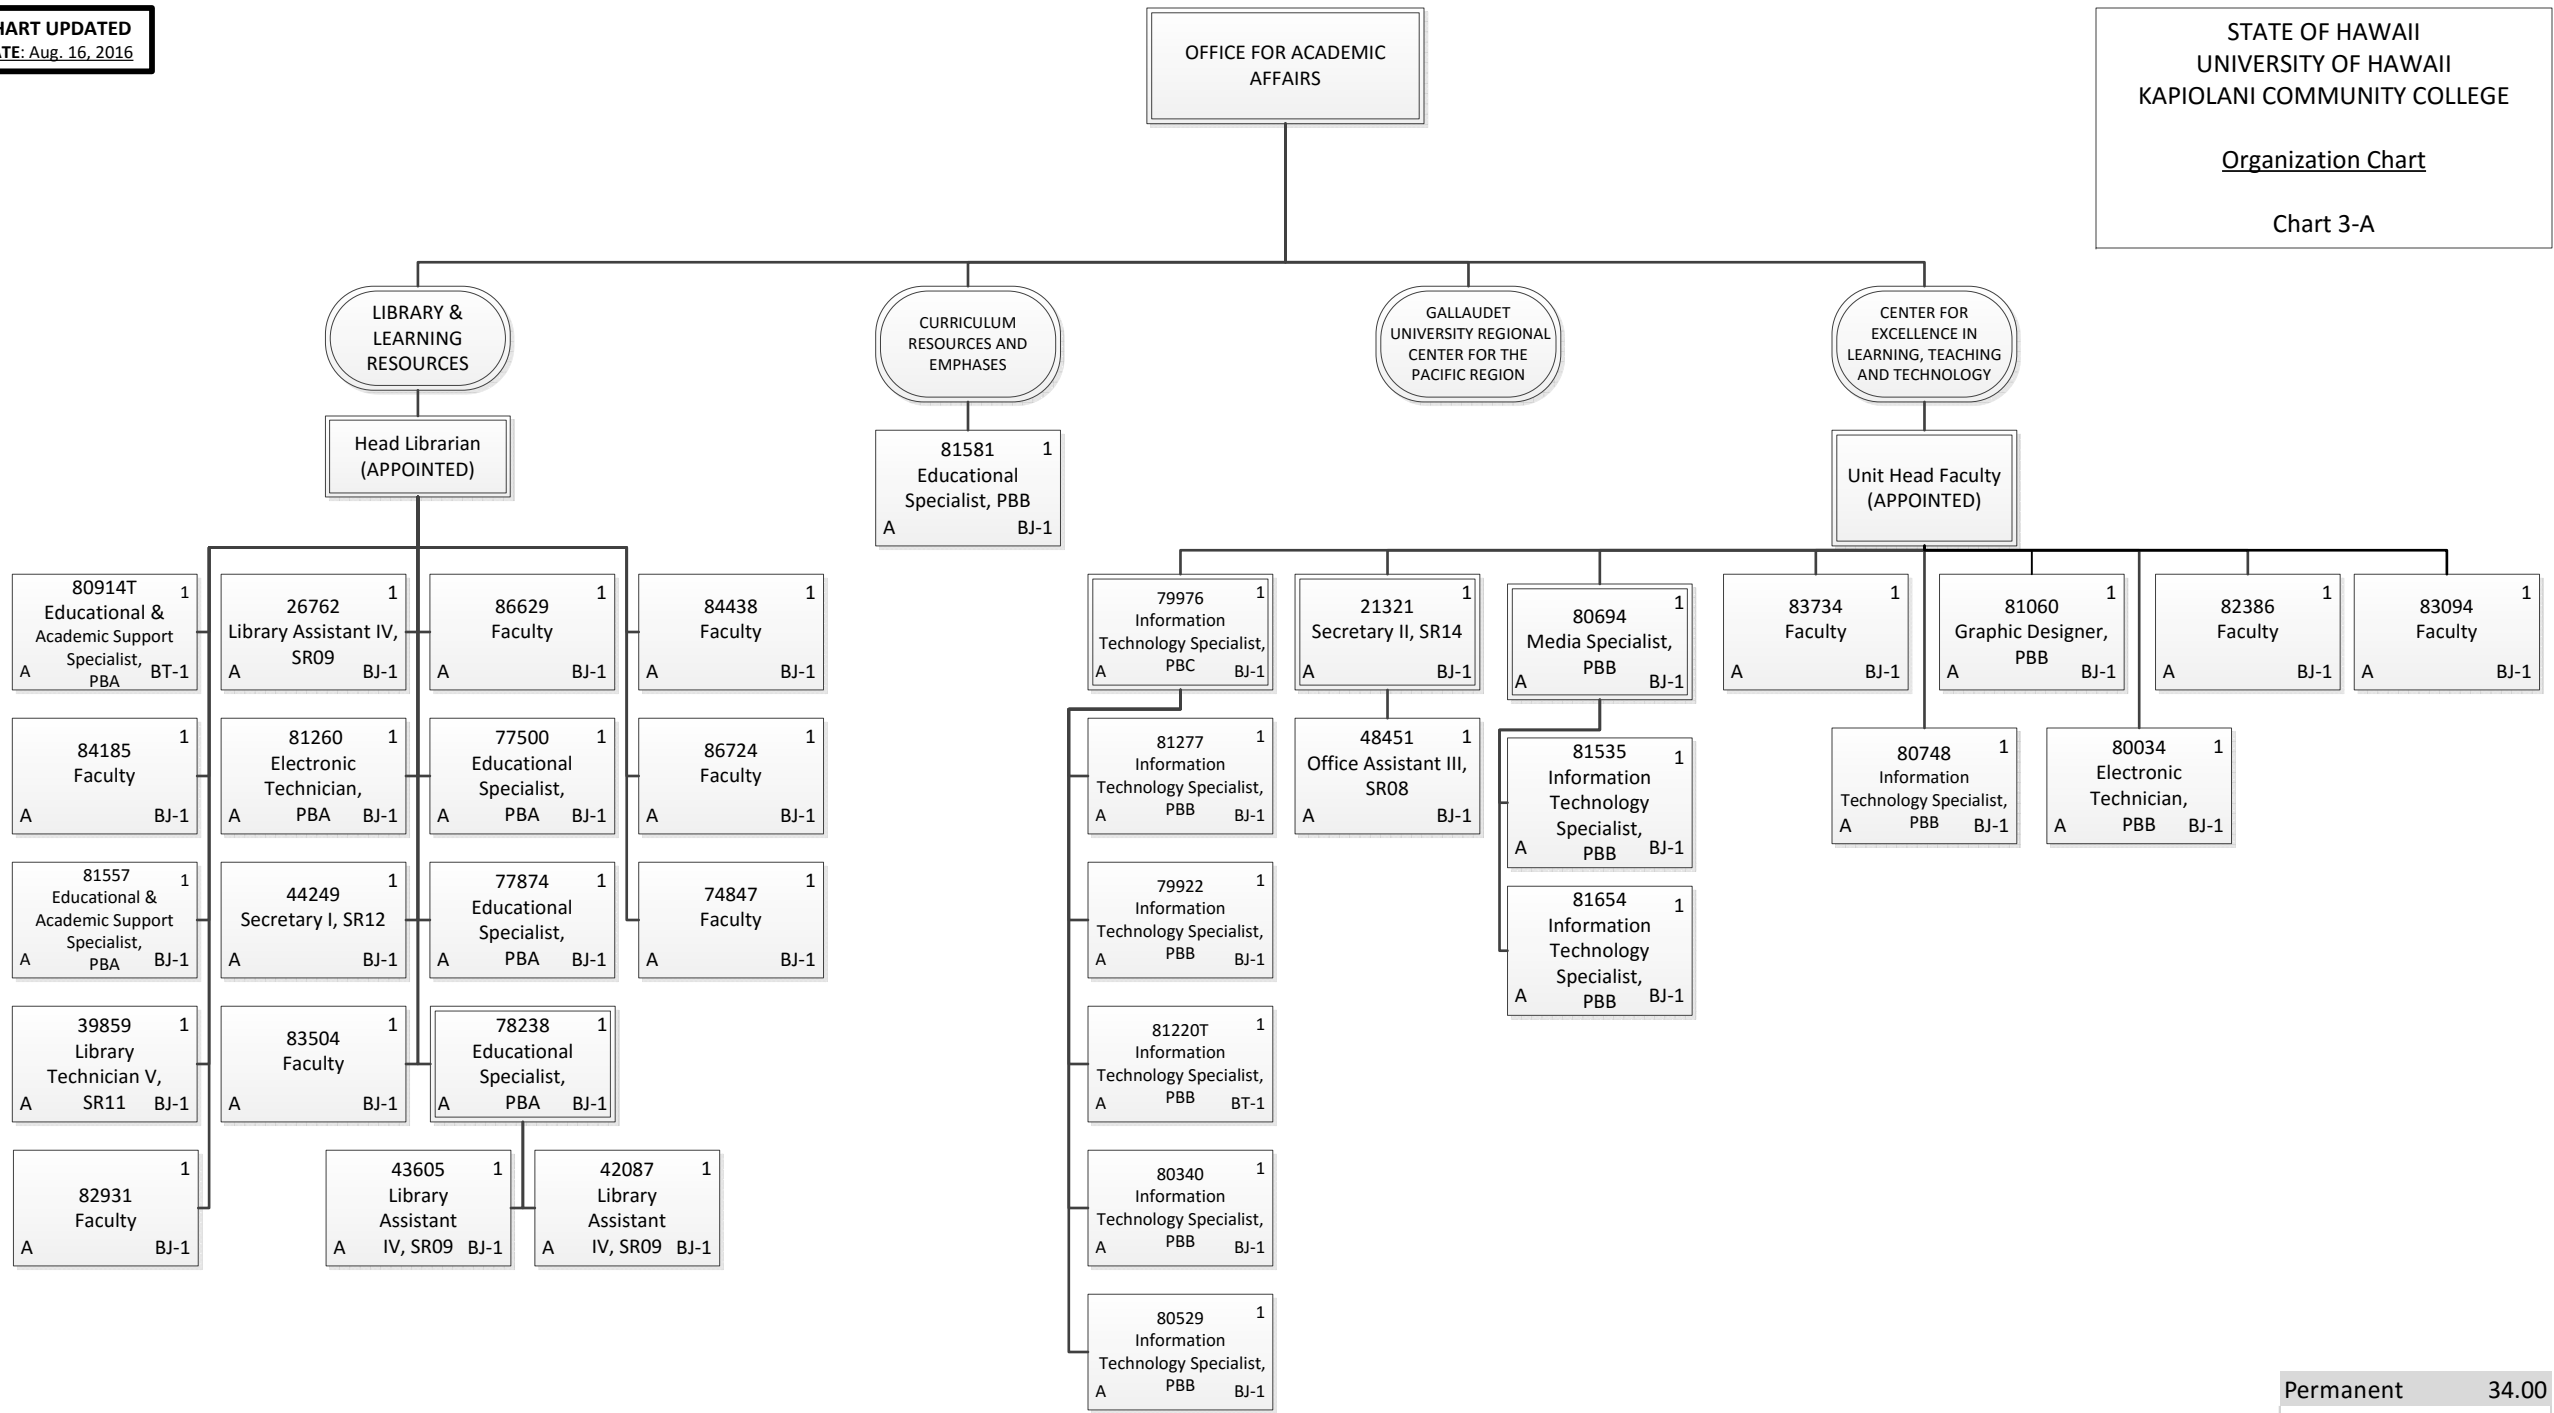 HART UPDATED
ATE: Aug. 16, 2016
OFFICE FOR ACADEMIC
AFFAIRS
STATE OF HAWAII
UNIVERSITY OF HAWAII
KAPIOLANI COMMUNITY COLLEGE
Organization Chart
Chart 3-A
LIBRARY &
LEARNING
RESOURCES
CURRICULUM
RESOURCES AND
EMPHASES
GALLAUDET
UNIVERSITY REGIONAL
CENTER FOR THE
PACIFIC REGION
CENTER FOR
EXCELLENCE IN
LEARNING, TEACHING
AND TECHNOLOGY
Head Librarian
(APPOINTED)
81581 1
Educational
Specialist, PBB
A BJ-1
Unit Head Faculty
(APPOINTED)
80914T 1
Educational &
Academic Support
Specialist,
A PBA BT-1
26762 1
Library Assistant IV,
SR09
A BJ-1
86629 1
Faculty
A BJ-1
84438 1
Faculty
A BJ-1
84185 1
Faculty
A BJ-1
81260 1
Electronic
Technician,
A PBA BJ-1
77500 1
Educational
Specialist,
A PBA BJ-1
86724 1
Faculty
A BJ-1
81557 1
Educational &
Academic Support
Specialist,
A PBA BJ-1
44249 1
Secretary I, SR12
A BJ-1
77874 1
Educational
Specialist,
A PBA BJ-1
74847 1
Faculty
A BJ-1
39859 1
Library
Technician V,
A SR11 BJ-1
83504 1
Faculty
A BJ-1
78238 1
Educational
Specialist,
A PBA BJ-1
82931 1
Faculty
A BJ-1
43605 1
Library
Assistant
A IV, SR09 BJ-1
42087 1
Library
Assistant
A IV, SR09 BJ-1
79976 1
Information
Technology Specialist,
PBC
A BJ-1
21321 1
Secretary II, SR14
A BJ-1
80694 1
Media Specialist,
PBB
A BJ-1
83734 1
Faculty
A BJ-1
81060 1
Graphic Designer,
PBB
A BJ-1
82386 1
Faculty
A BJ-1
83094 1
Faculty
A BJ-1
81277 1
Information
Technology Specialist,
PBB
A BJ-1
48451 1
Office Assistant III,
SR08
A BJ-1
81535 1
Information
Technology
Specialist,
A PBB BJ-1
80748 1
Information
Technology Specialist,
A PBB BJ-1
80034 1
Electronic
Technician,
A PBB BJ-1
79922 1
Information
Technology Specialist,
PBB
A BJ-1
81654 1
Information
Technology
Specialist,
A PBB BJ-1
81220T 1
Information
Technology Specialist,
PBB
A BT-1
80340 1
Information
Technology Specialist,
PBB
A BJ-1
80529 1
Information
Technology Specialist,
PBB
A BJ-1
Permanent 34.00